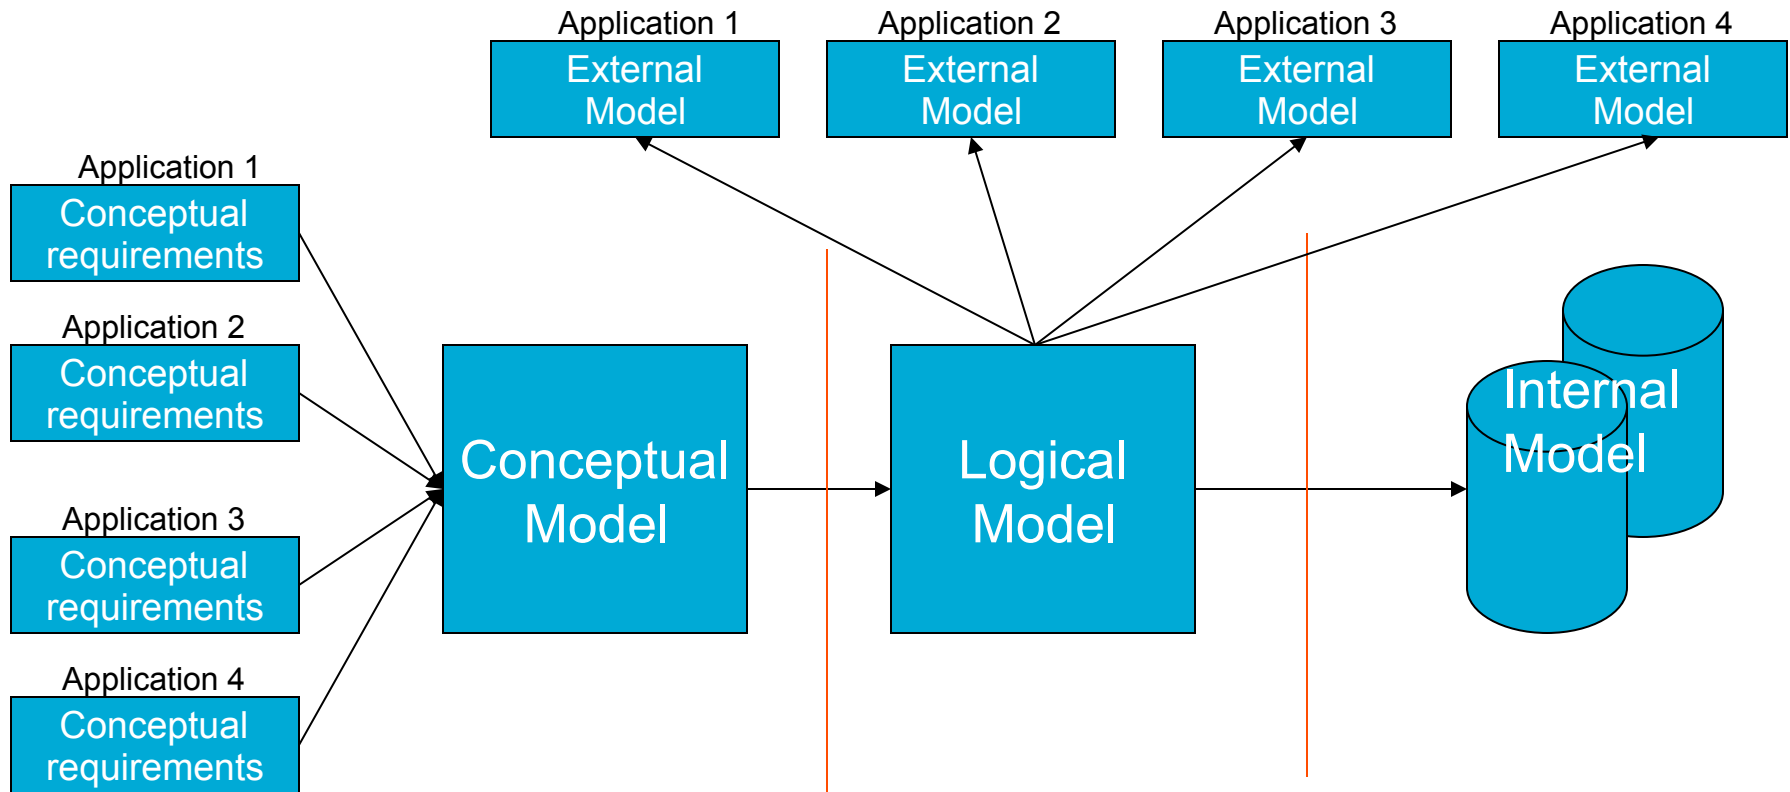 Application 1
External
Model
Application 2
External
Model
Application 3
External
Model
Application 4
External
Model
Application 1
Conceptual
requirements
Application 2
Conceptual
requirements
Application 3
Conceptual
requirements
Application 4
Conceptual
requirements
Conceptual
Model
Logical
Model
Internal
Model